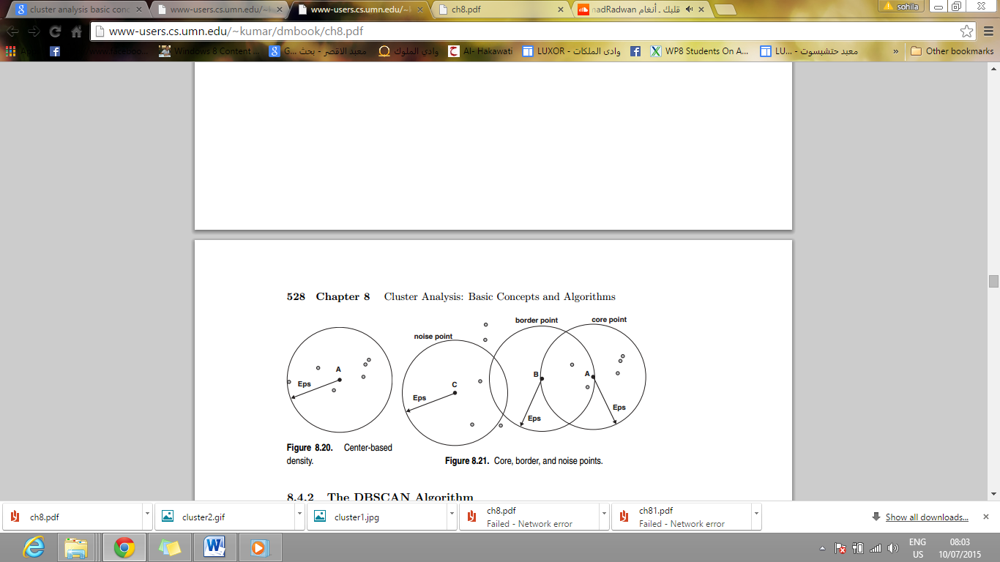 cluster analysis basic conc
www-users.cs.umn.edu/~k
www-users.cs.umn.edu/~k
ch8.pdf
قلبك ـ أنغام nadRadwan
sohila
www-users.cs.umn.edu/~kumar/dmbook/ch8.pdf
Windows 8 Content ...
G... معبد الاقصر - بحث
وادى الملوك
Al- Hakawati
LUXOR - وادى الملكات
WP8 Students On A...
LU... - معبد حتشبسوت
»
Other bookmarks
528 Chapter 8 Cluster Analysis: Basic Concepts and Algorithms
A
Eps
noise point
C
Eps
border point
core point
B
A
Eps
Eps
Figure 8.20. Center-based
density.
Figure 8.21. Core, border, and noise points.
8.4.2 The DBSCAN Algorithm
ch8.pdf
cluster2.gif
cluster1.jpg
ch8.pdf
Failed - Network error
ch81.pdf
Failed - Network error
Show all downloads...
ENG
US
08:03
10/07/2015